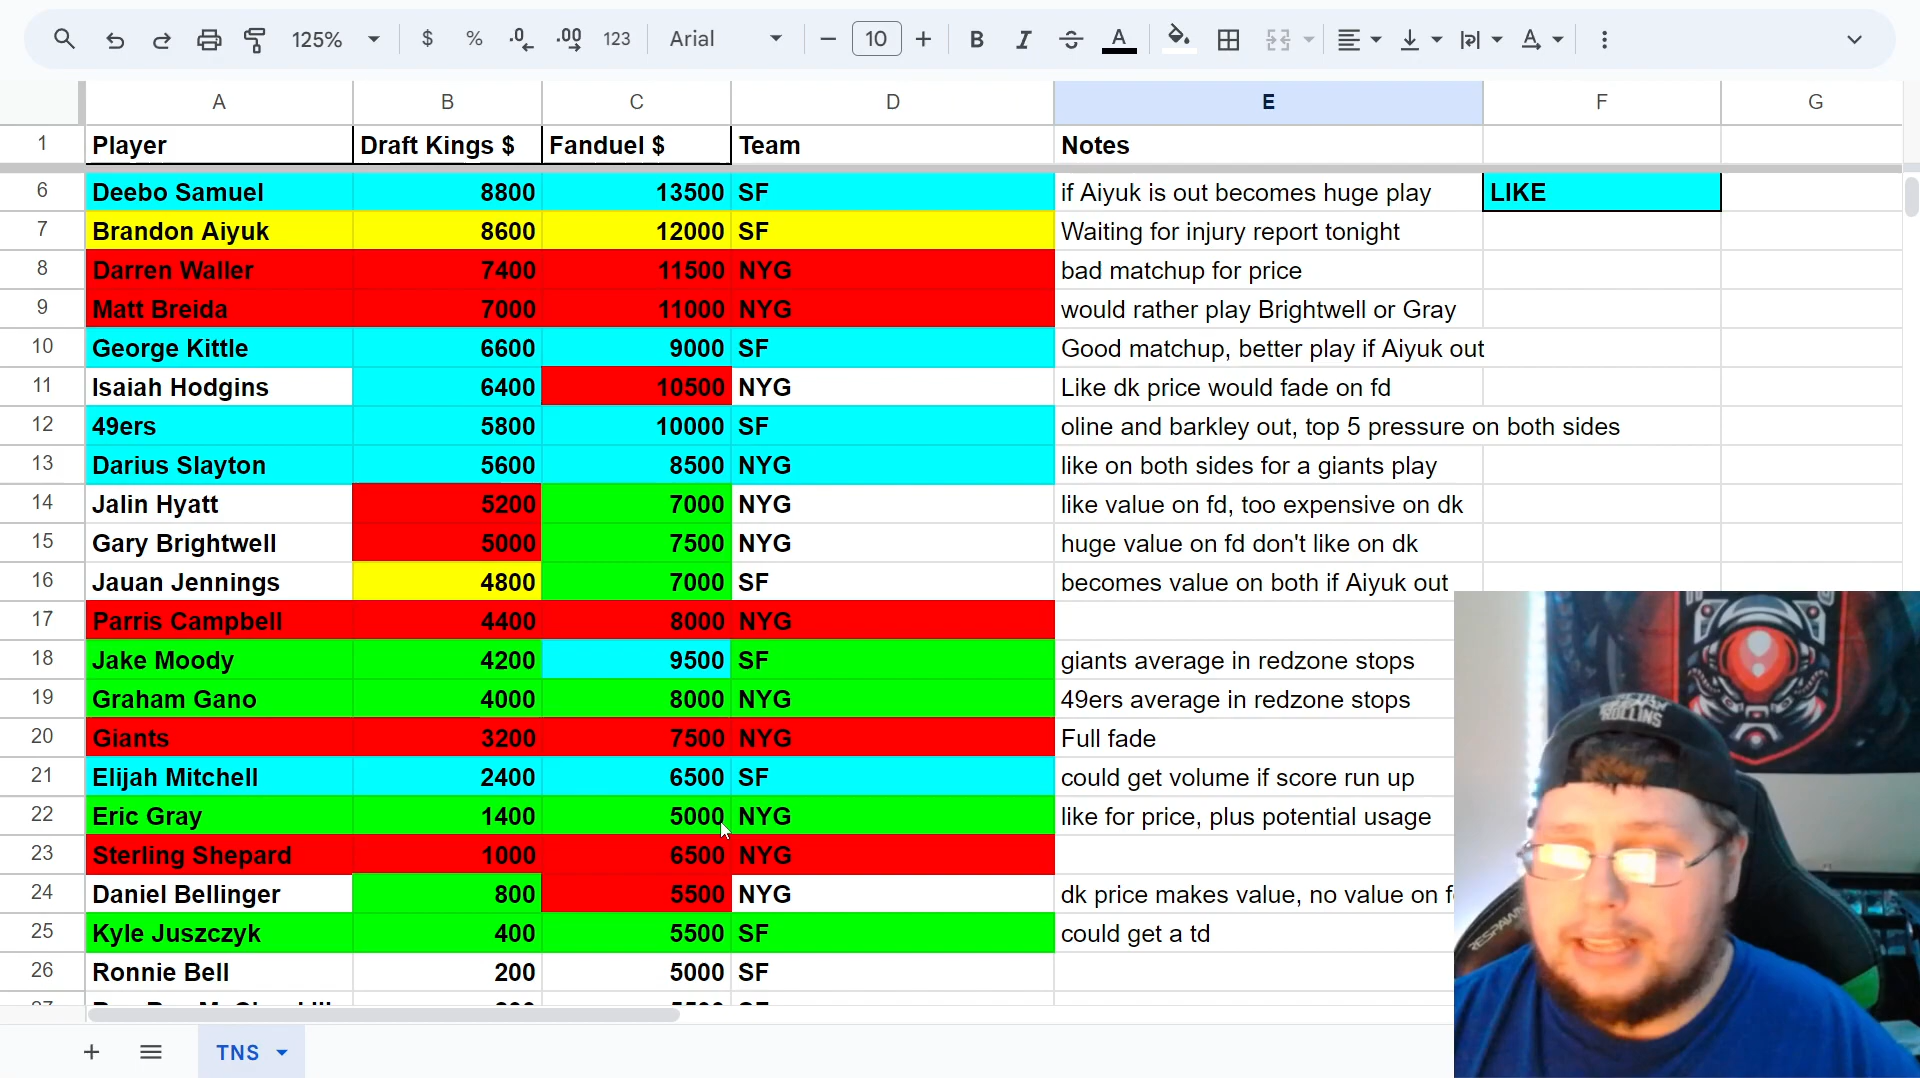 125% $ % .0 .00 123 Arial 10 B I A
A B C D E F G
1 Player Draft Kings $ Fanduel $ Team Notes
6 Deebo Samuel 8800 13500 SF if Aiyuk is out becomes huge play LIKE
7 Brandon Aiyuk 8600 12000 SF Waiting for injury report tonight
8 Darren Waller 7400 11500 NYG bad matchup for price
9 Matt Breida 7000 11000 NYG would rather play Brightwell or Gray
10 George Kittle 6600 9000 SF Good matchup, better play if Aiyuk out
11 Isaiah Hodgins 6400 10500 NYG Like dk price would fade on fd
12 49ers 5800 10000 SF oline and barkley out, top 5 pressure on both sides
13 Darius Slayton 5600 8500 NYG like on both sides for a giants play
14 Jalin Hyatt 5200 7000 NYG like value on fd, too expensive on dk
15 Gary Brightwell 5000 7500 NYG huge value on fd don't like on dk
16 Jauan Jennings 4800 7000 SF becomes value on both if Aiyuk out
17 Parris Campbell 4400 8000 NYG
18 Jake Moody 4200 9500 SF giants average in redzone stops
19 Graham Gano 4000 8000 NYG 49ers average in redzone stops
20 Giants 3200 7500 NYG Full fade
21 Elijah Mitchell 2400 6500 SF could get volume if score run up
22 Eric Gray 1400 5000 NYG like for price, plus potential usage
23 Sterling Shepard 1000 6500 NYG
24 Daniel Bellinger 800 5500 NYG dk price makes value, no value on
25 Kyle Juszczyk 400 5500 SF could get a td
26 Ronnie Bell 200 5000 SF
TNS
ROLLINS
RESPAWN